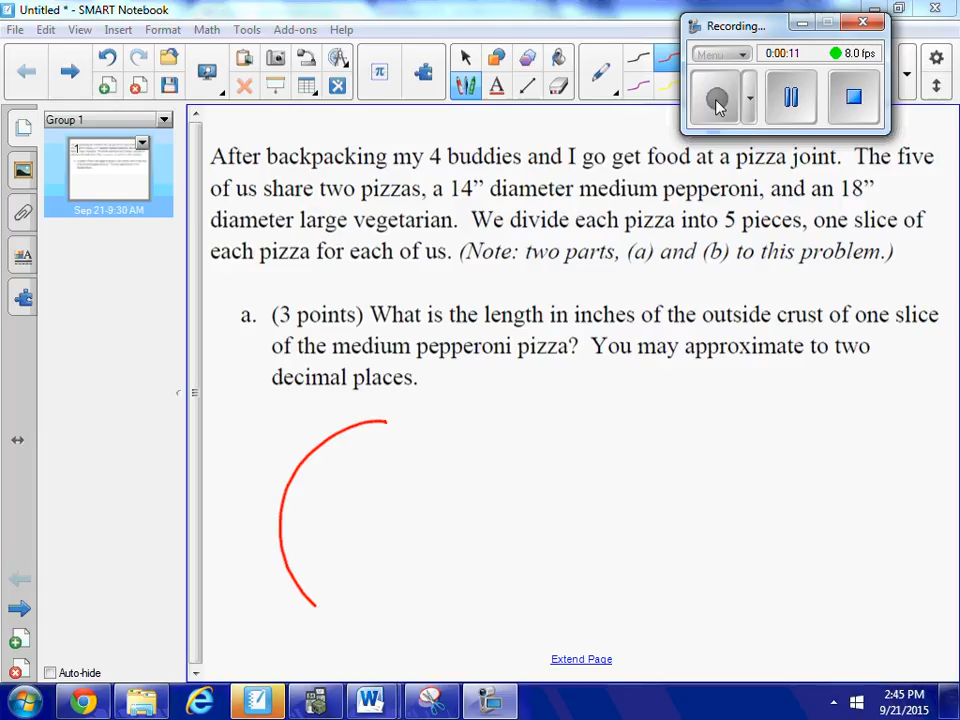 Untitled * - SMART Notebook
File Edit View Insert Format Math Tools Add-ons Help
Recording...
Menu 0:00:11 8.0 fps
Group 1
Sep 21-9:30 AM
After backpacking my 4 buddies and I go get food at a pizza joint. The five
of us share two pizzas, a 14” diameter medium pepperoni, and an 18”
diameter large vegetarian. We divide each pizza into 5 pieces, one slice of
each pizza for each of us. (Note: two parts, (a) and (b) to this problem.)
a. (3 points) What is the length in inches of the outside crust of one slice
of the medium pepperoni pizza? You may approximate to two
decimal places.
Extend Page
Auto-hide
2:45 PM
9/21/2015